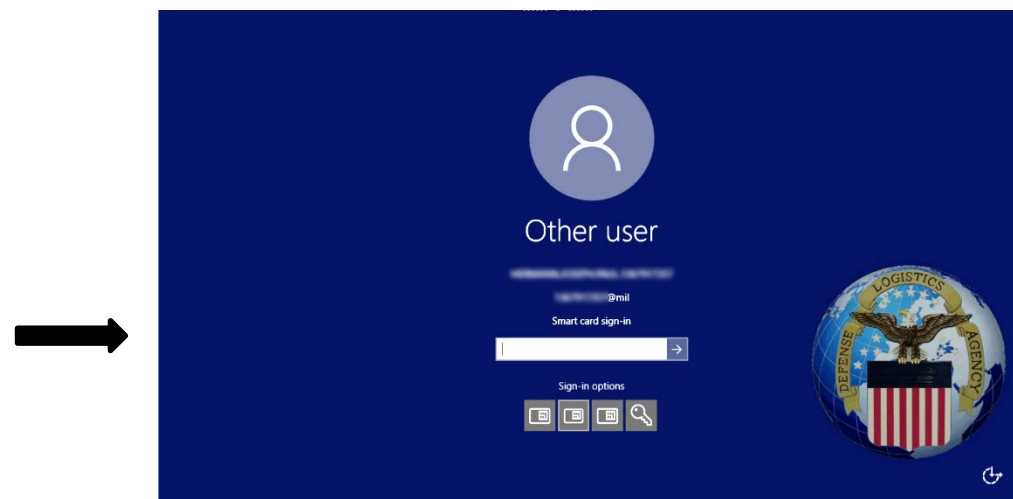 Other user
@mil
Smart card sign-in
Sign-in options
DEFENSE LOGISTICS AGENCY